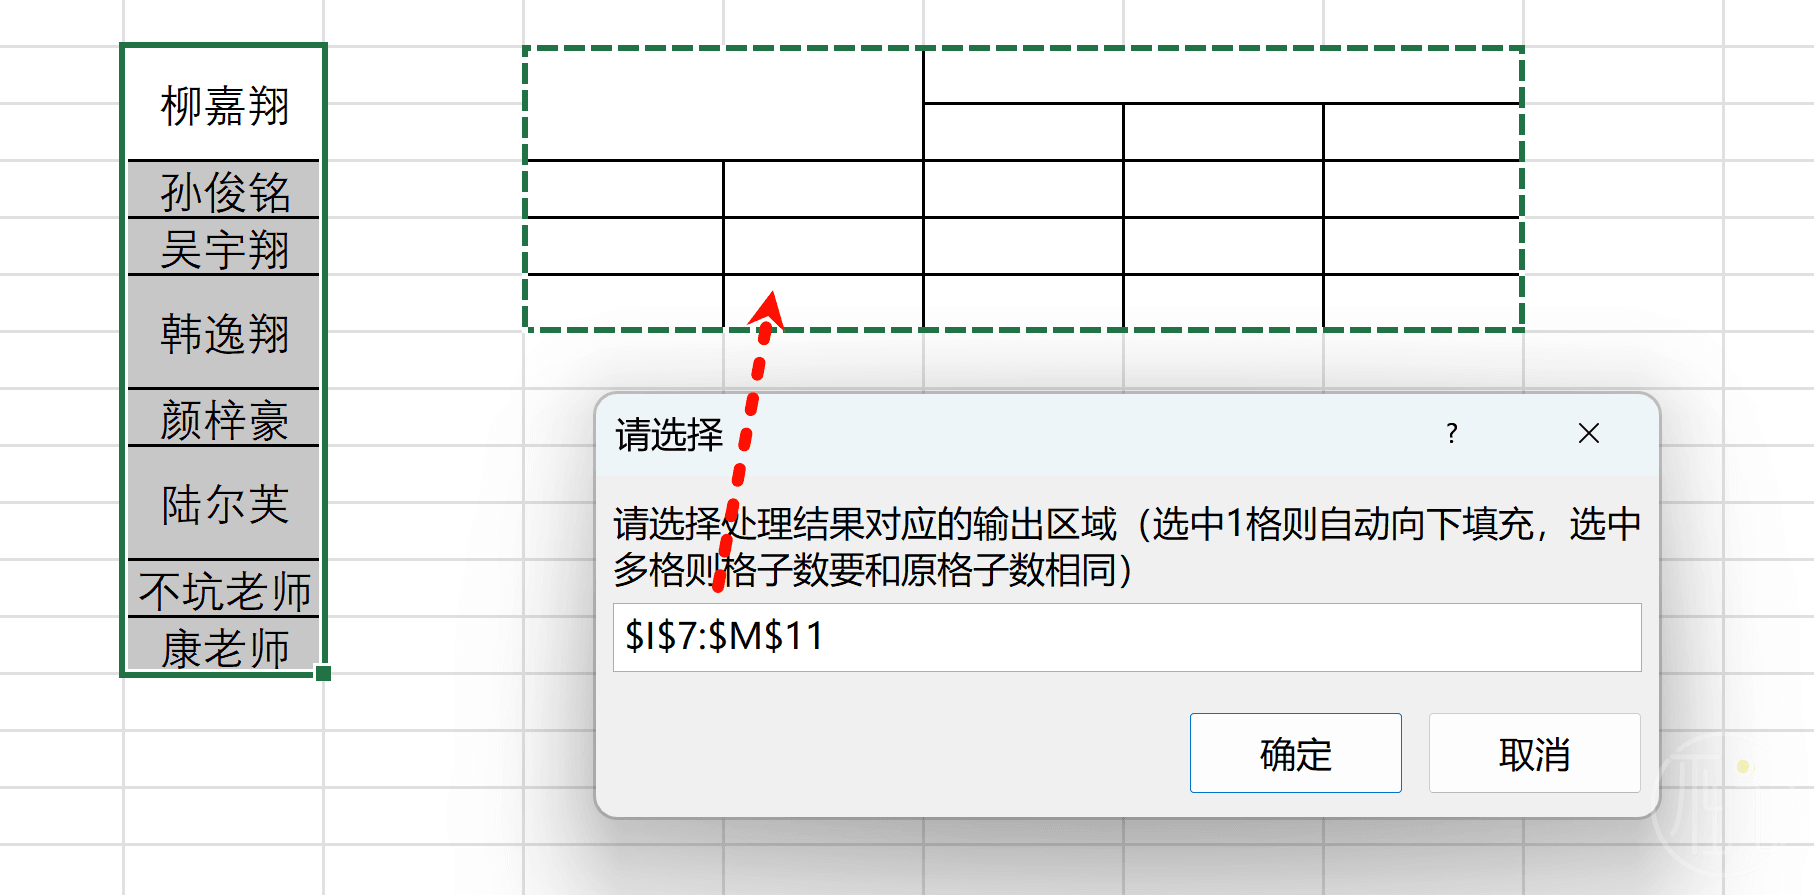 柳嘉翔
孙俊铭
吴宇翔
韩逸翔
颜梓豪
陆尔芙
不坑老师
康老师
请选择
?
请选择处理结果对应的输出区域（选中1格则自动向下填充，选中
多格则格子数要和原格子数相同）
$I$7:$M$11
确定
取消